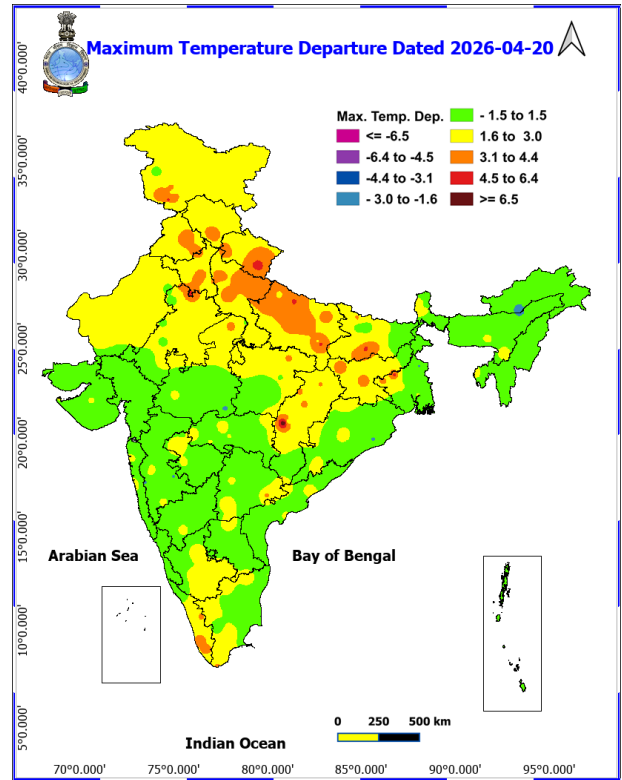 Maximum Temperature Departure Dated 2026-04-20
Max. Temp. Dep.
<= -6.5
-6.4 to -4.5
-4.4 to -3.1
- 3.0 to -1.6
- 1.5 to 1.5
1.6 to 3.0
3.1 to 4.4
4.5 to 6.4
>= 6.5
40°0.000'
35°0.000'
30°0.000'
25°0.000'
20°0.000'
15°0.000'
10°0.000'
5°0.000'
Arabian Sea
Bay of Bengal
Indian Ocean
0 250 500 km
70°0.000' 75°0.000' 80°0.000' 85°0.000' 90°0.000' 95°0.000'